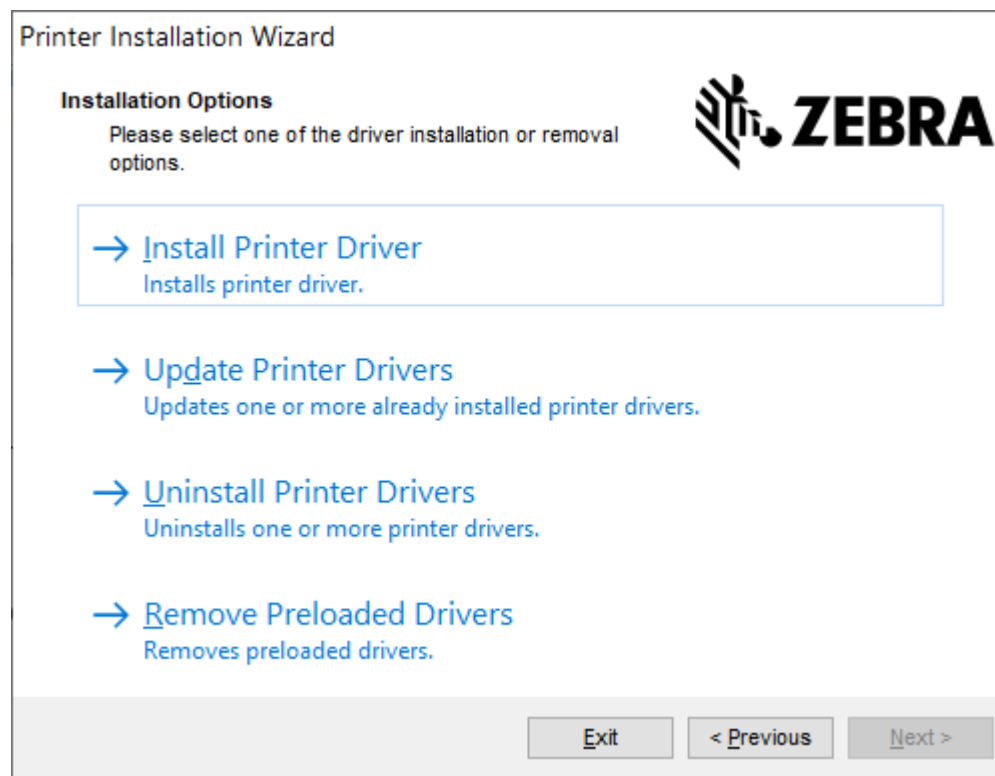 Printer Installation Wizard
Installation Options
Please select one of the driver installation or removal
options.
ZEBRA
Install Printer Driver
Installs printer driver.
Update Printer Drivers
Updates one or more already installed printer drivers.
Uninstall Printer Drivers
Uninstalls one or more printer drivers.
Remove Preloaded Drivers
Removes preloaded drivers.
Exit
< Previous
Next >